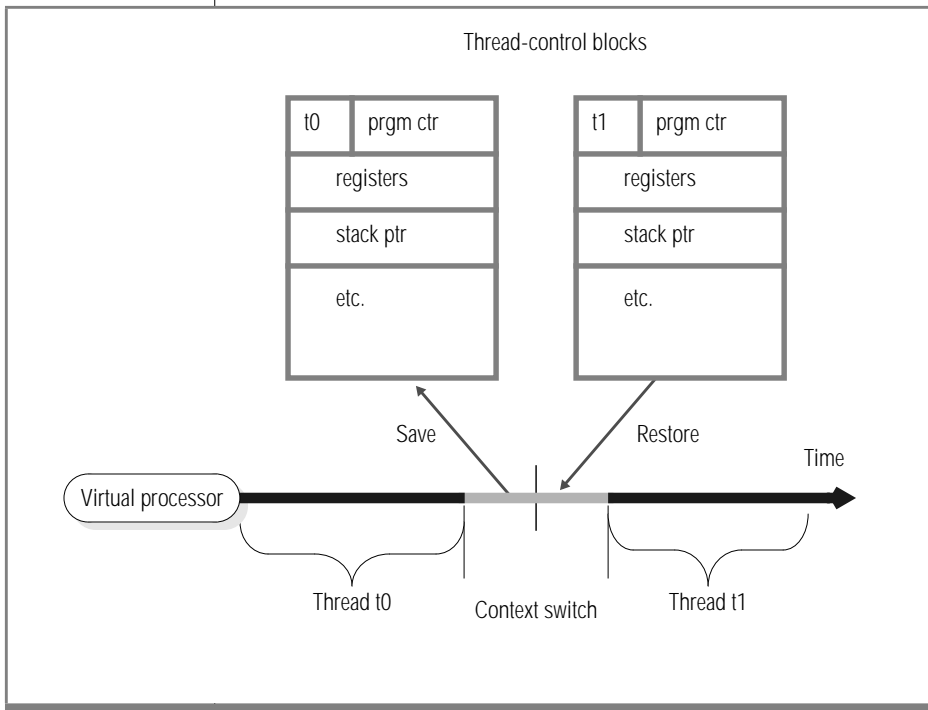 Thread-control blocks
t0 prgm ctr
registers
stack ptr
etc.
t1 prgm ctr
registers
stack ptr
etc.
Save
Restore
Time
Virtual processor
Thread t0
Context switch
Thread t1